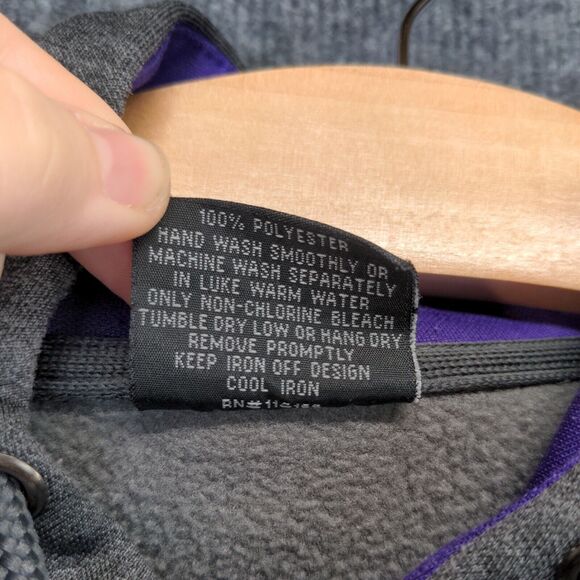 100% POLYESTER
HAND WASH SMOOTHLY OR
MACHINE WASH SEPARATELY
IN LUKE WARM WATER
ONLY NON-CHLORINE BLEACH
TUMBLE DRY LOW OR HANG DRY
REMOVE PROMPTLY
KEEP IRON OFF DESIGN
COOL IRON